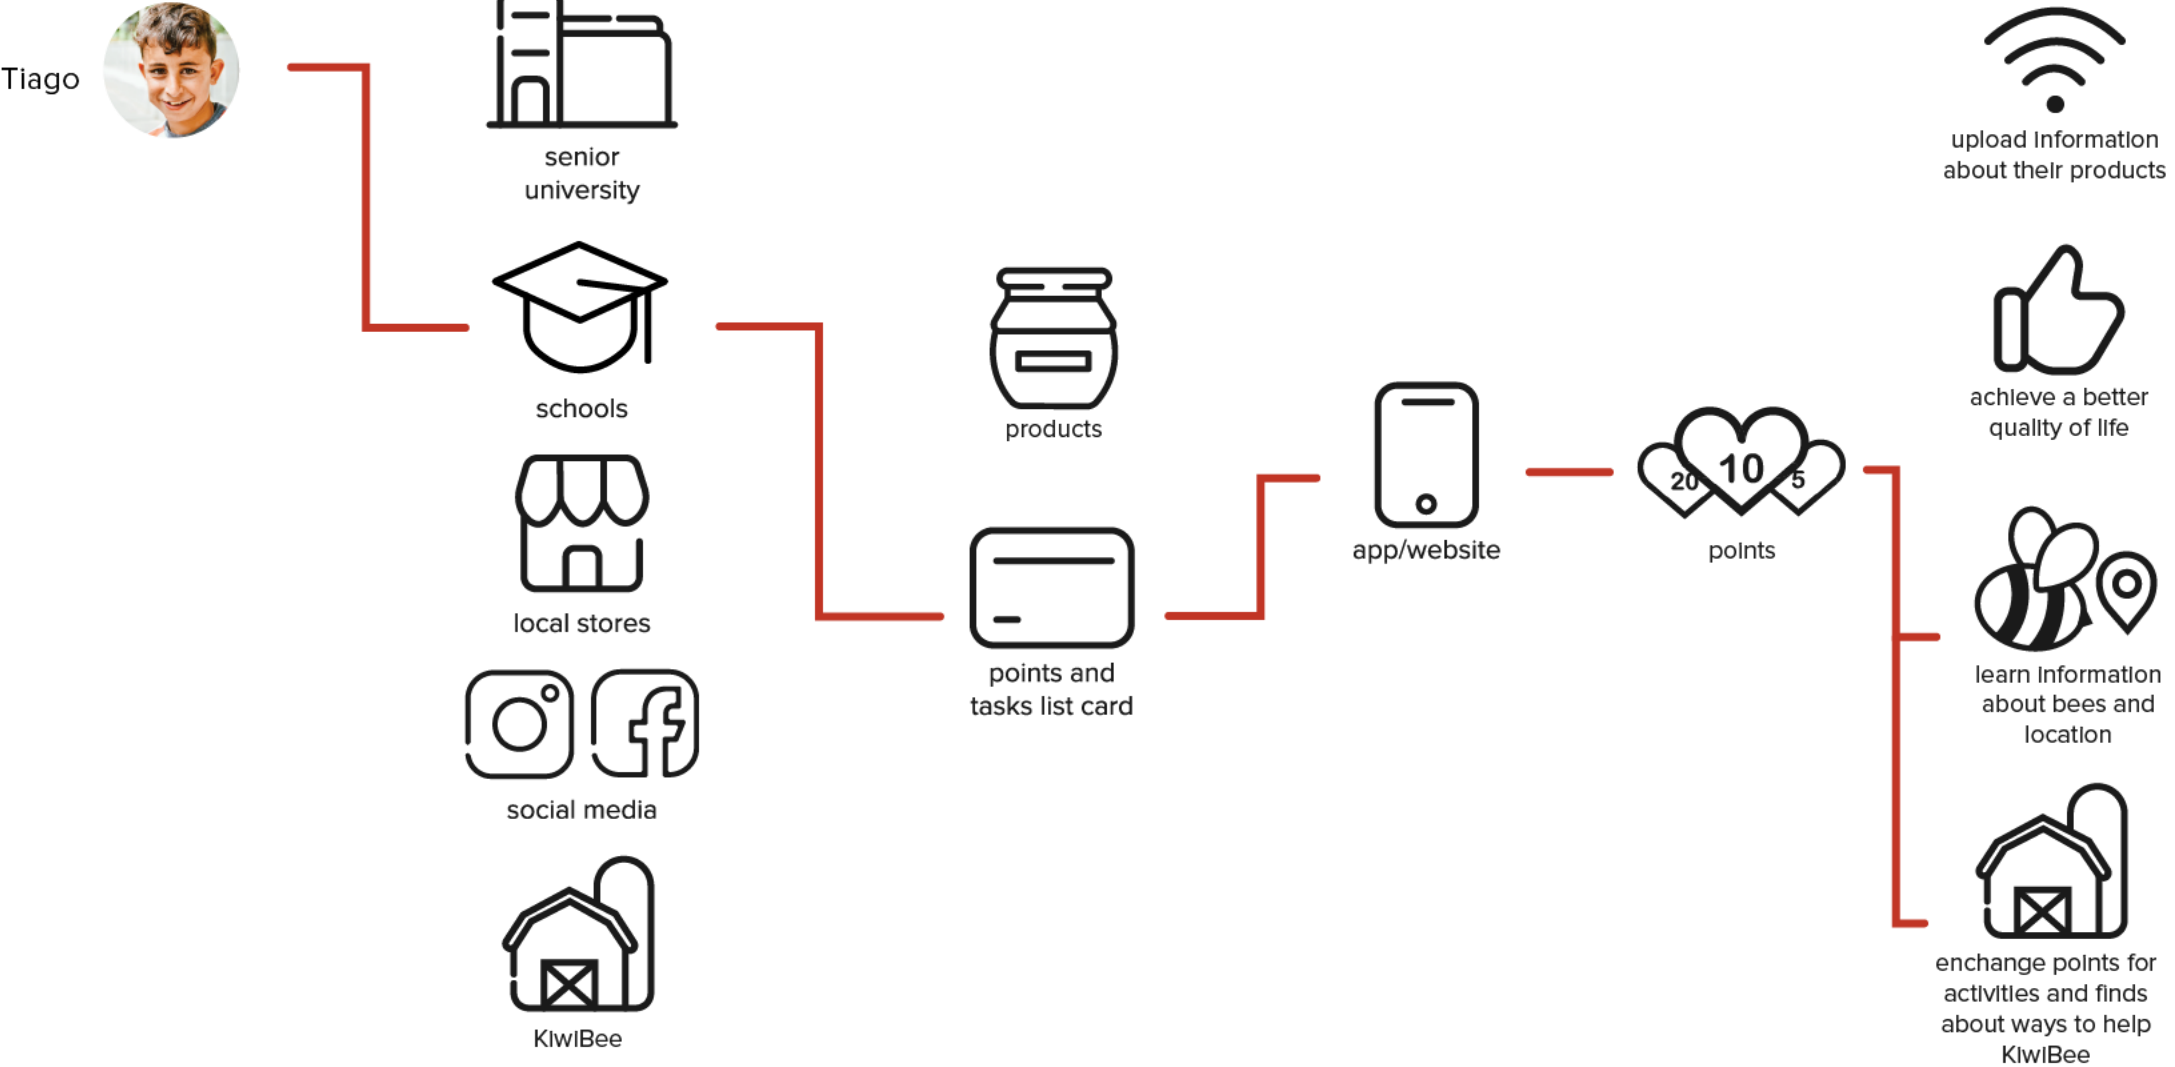 Tiago
senior
university
schools
local stores
social media
KiwiBee
products
points and
tasks list card
app/website
20
10
5
points
upload information
about their products
achieve a better
quality of life
learn information
about bees and
location
enchange points for
activities and finds
about ways to help
KiwiBee